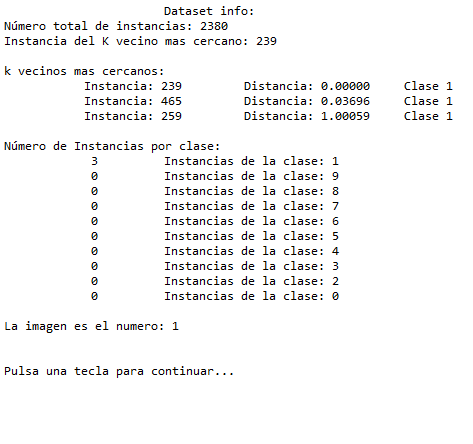 Dataset info:
Número total de instancias: 2380
Instancia del K vecino mas cercano: 239
k vecinos mas cercanos:
Instancia: 239 Distancia: 0.00000 Clase 1
Instancia: 465 Distancia: 0.03696 Clase 1
Instancia: 259 Distancia: 1.00059 Clase 1
Número de Instancias por clase:
3 Instancias de la clase: 1
0 Instancias de la clase: 9
0 Instancias de la clase: 8
0 Instancias de la clase: 7
0 Instancias de la clase: 6
0 Instancias de la clase: 5
0 Instancias de la clase: 4
0 Instancias de la clase: 3
0 Instancias de la clase: 2
0 Instancias de la clase: 0
La imagen es el numero: 1
Pulsa una tecla para continuar...